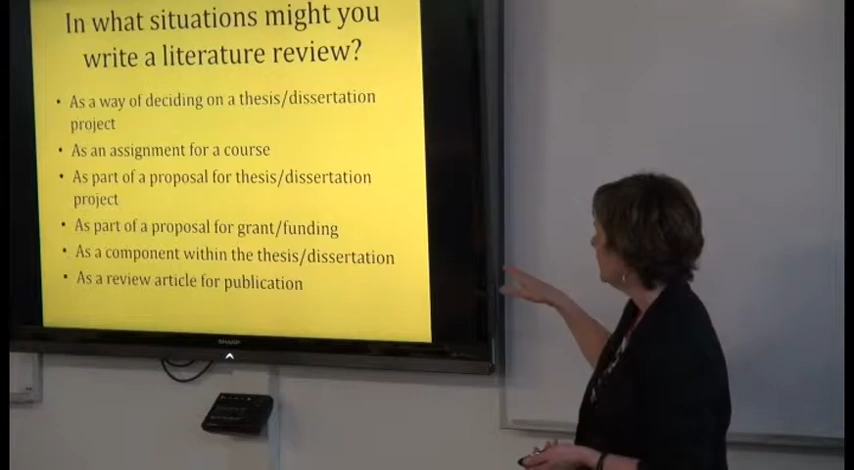 In what situations might you
write a literature review?
• As a way of deciding on a thesis/dissertation
project
• As an assignment for a course
• As part of a proposal for thesis/dissertation
project
• As part of a proposal for grant/funding
• As a component within the thesis/dissertation
• As a review article for publication
SHARP